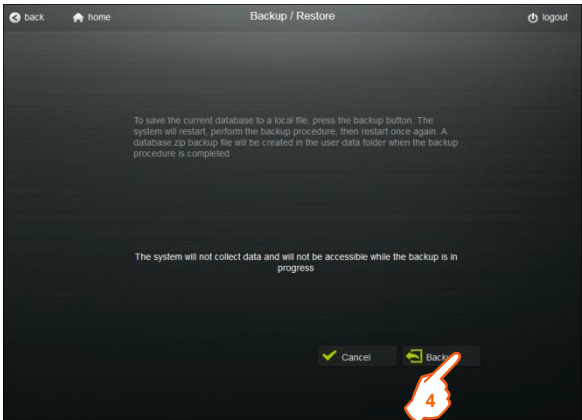 back home Backup / Restore logout
To save the current database to a local file, press the backup button. The
system will restart, perform the backup procedure, then restart once again. A
database.zip backup file will be created in the user data folder when the backup
procedure is completed
The system will not collect data and will not be accessible while the backup is in
progress
Cancel Backup
4